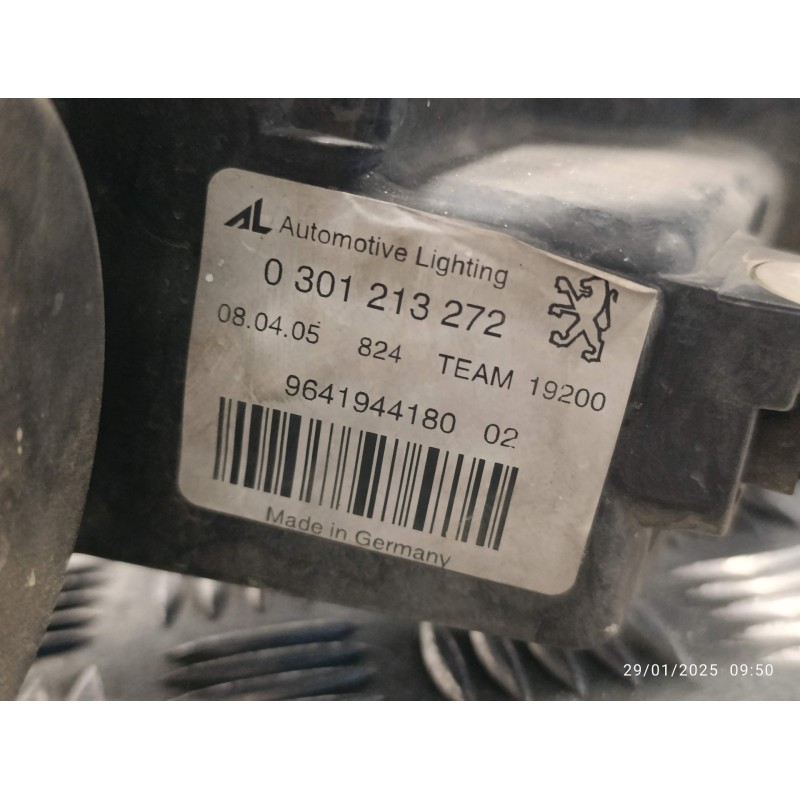 AL Automotive Lighting
0 301 213 272
08.04.05 824 TEAM 19200
9641944180 02
Made in Germany
29/01/2025 09:50